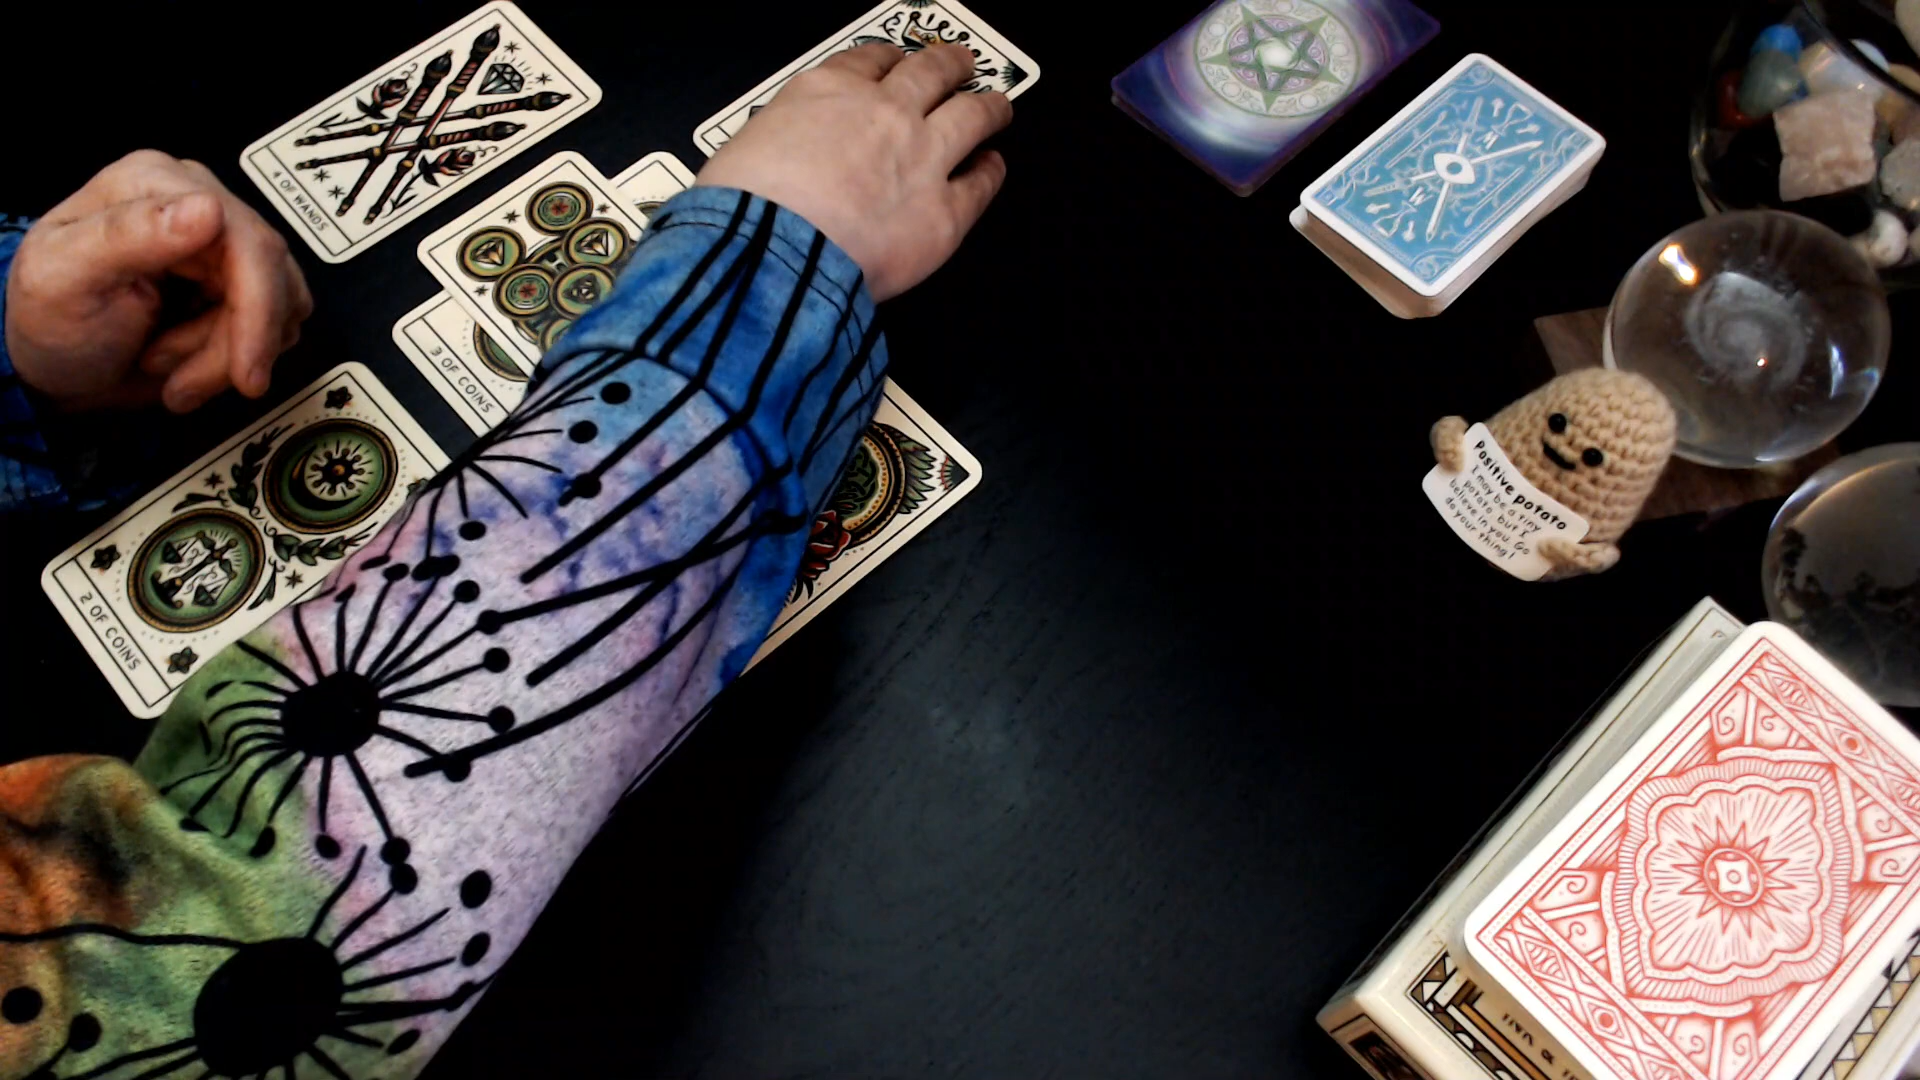 4 OF WANDS
3 OF COINS
2 OF COINS
Positive potato
I may be a tiny
potato but I
believe in you. Go
do your
thing!